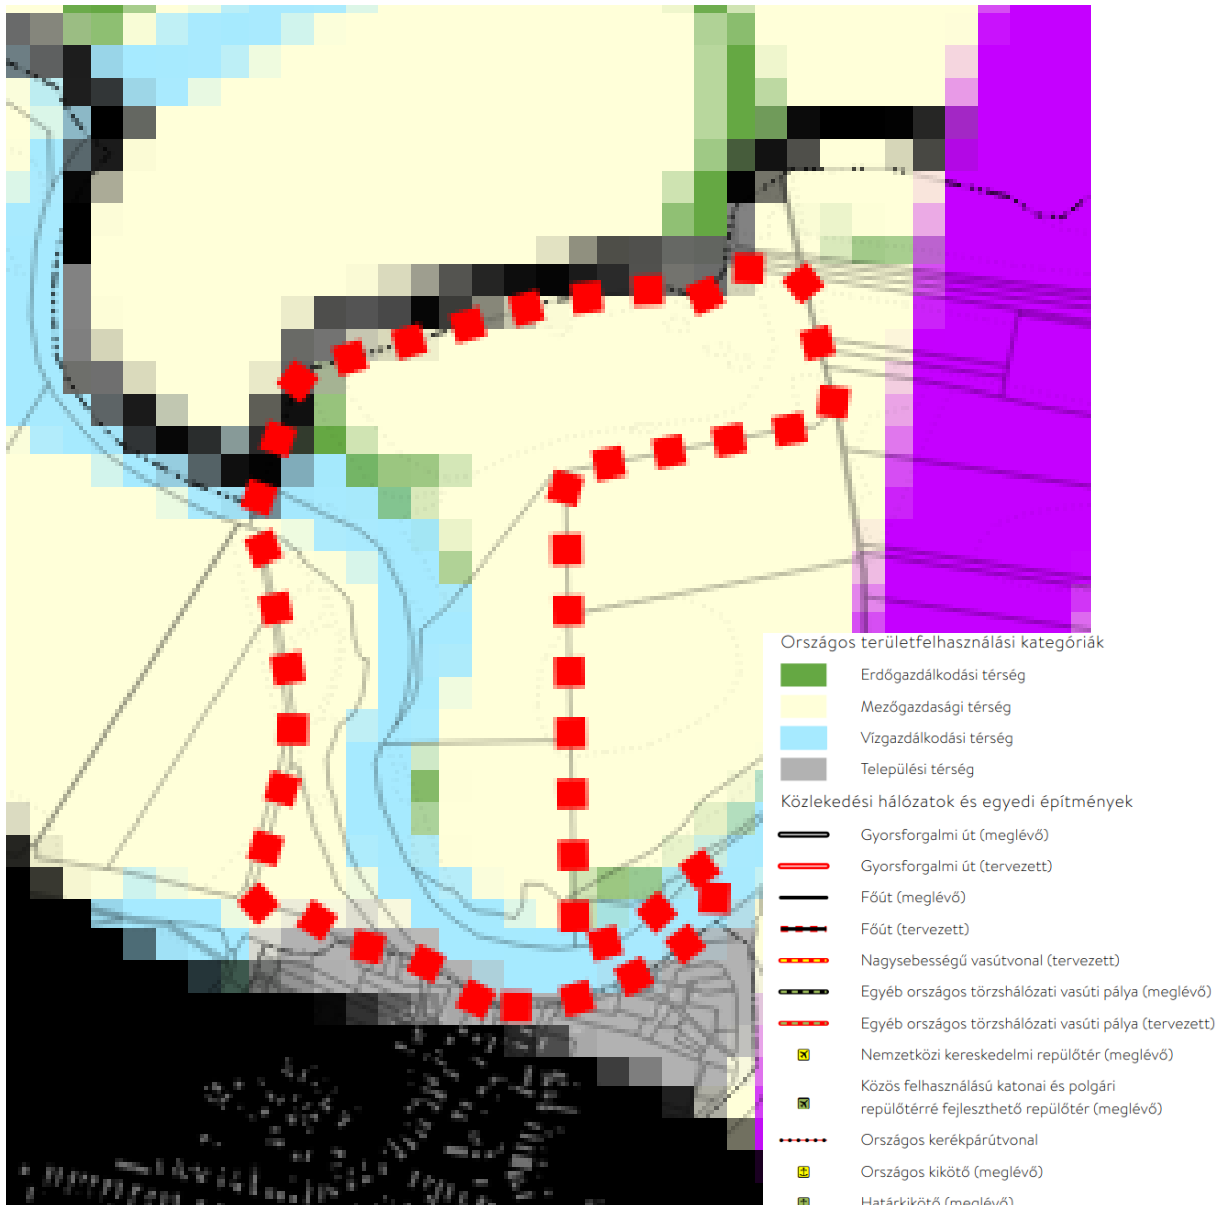 Országos területfelhasználási kategóriák
Erdőgazdálkodási térség
Mezőgazdasági térség
Vízgazdálkodási térség
Települési térség
Közlekedési hálózatok és egyedi építmények
Gyorsforgalmi út (meglévő)
Gyorsforgalmi út (tervezett)
Főút (meglévő)
Főút (tervezett)
Nagysebességű vasútvonal (tervezett)
Egyéb országos törzshálózati vasúti pálya (meglévő)
Egyéb országos törzshálózati vasúti pálya (tervezett)
Nemzetközi kereskedelmi repülőtér (meglévő)
Közös felhasználású katonai és polgári
repülőtérré fejleszthető repülőtér (meglévő)
Országos kerékpárútvonal
Országos kikötő (meglévő)
Határkikötő (meglévő)